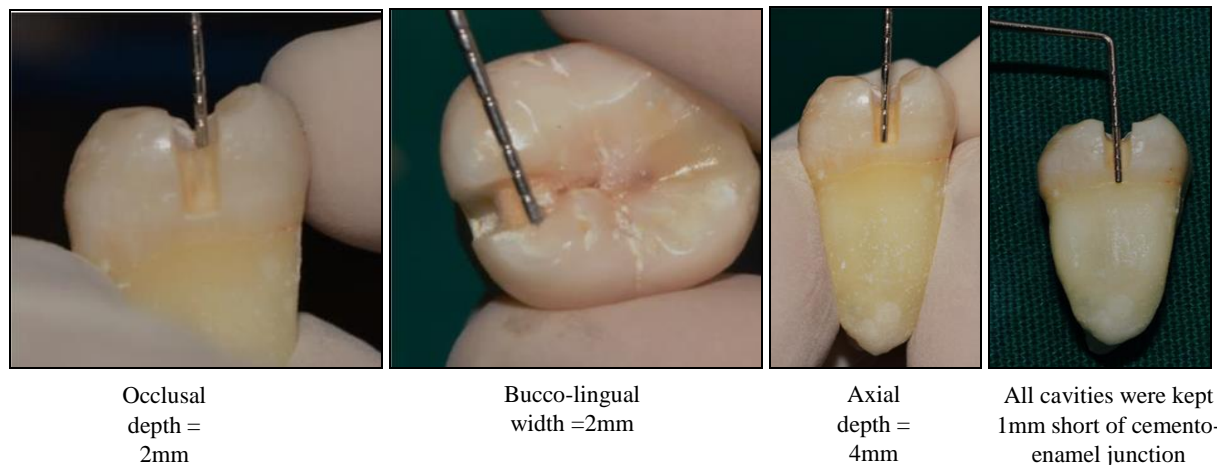 Occlusal
depth =
2mm
Bucco-lingual
width =2mm
Axial
depth =
4mm
All cavities were kept
1mm short of cemento-
enamel junction